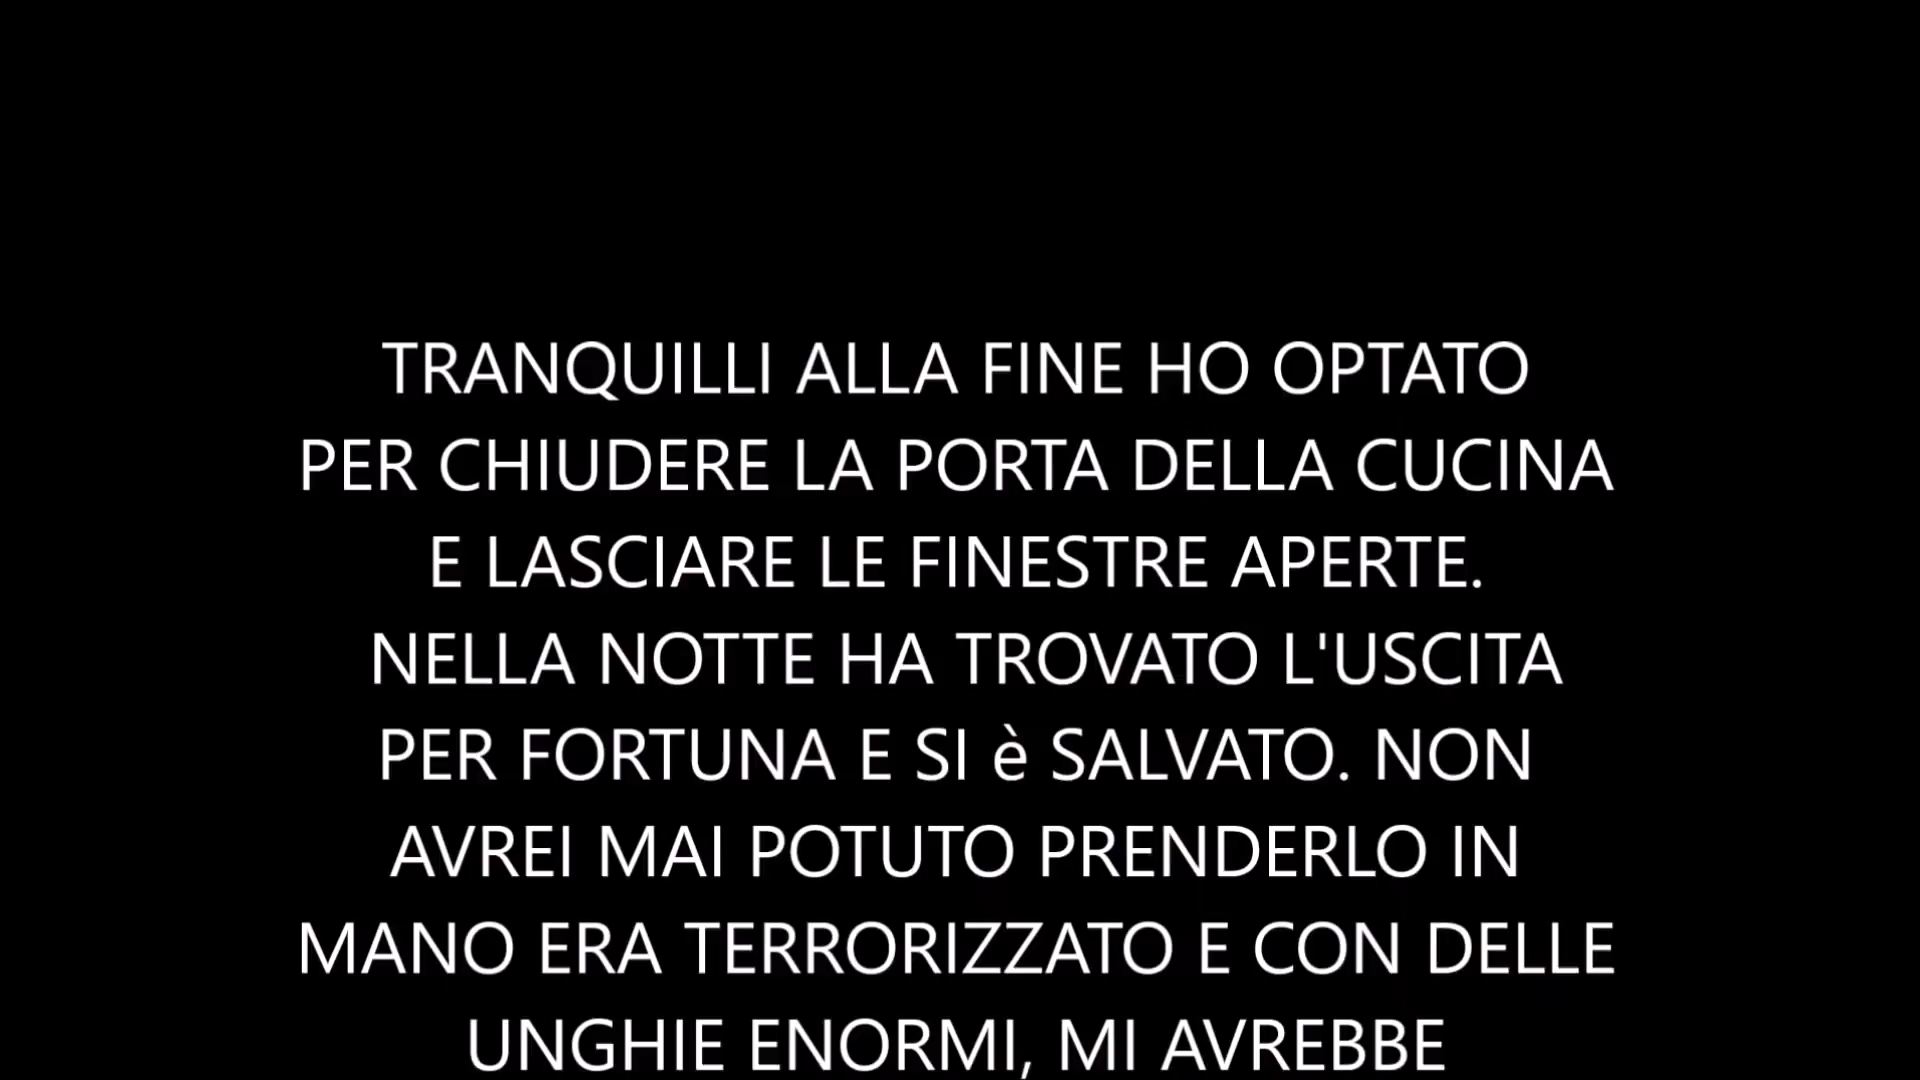 TRANQUILLI ALLA FINE HO OPTATO
PER CHIUDERE LA PORTA DELLA CUCINA
E LASCIARE LE FINESTRE APERTE.
NELLA NOTTE HA TROVATO L'USCITA
PER FORTUNA E SI è SALVATO. NON
AVREI MAI POTUTO PRENDERLO IN
MANO ERA TERRORIZZATO E CON DELLE
UNGHIE ENORMI, MI AVREBBE